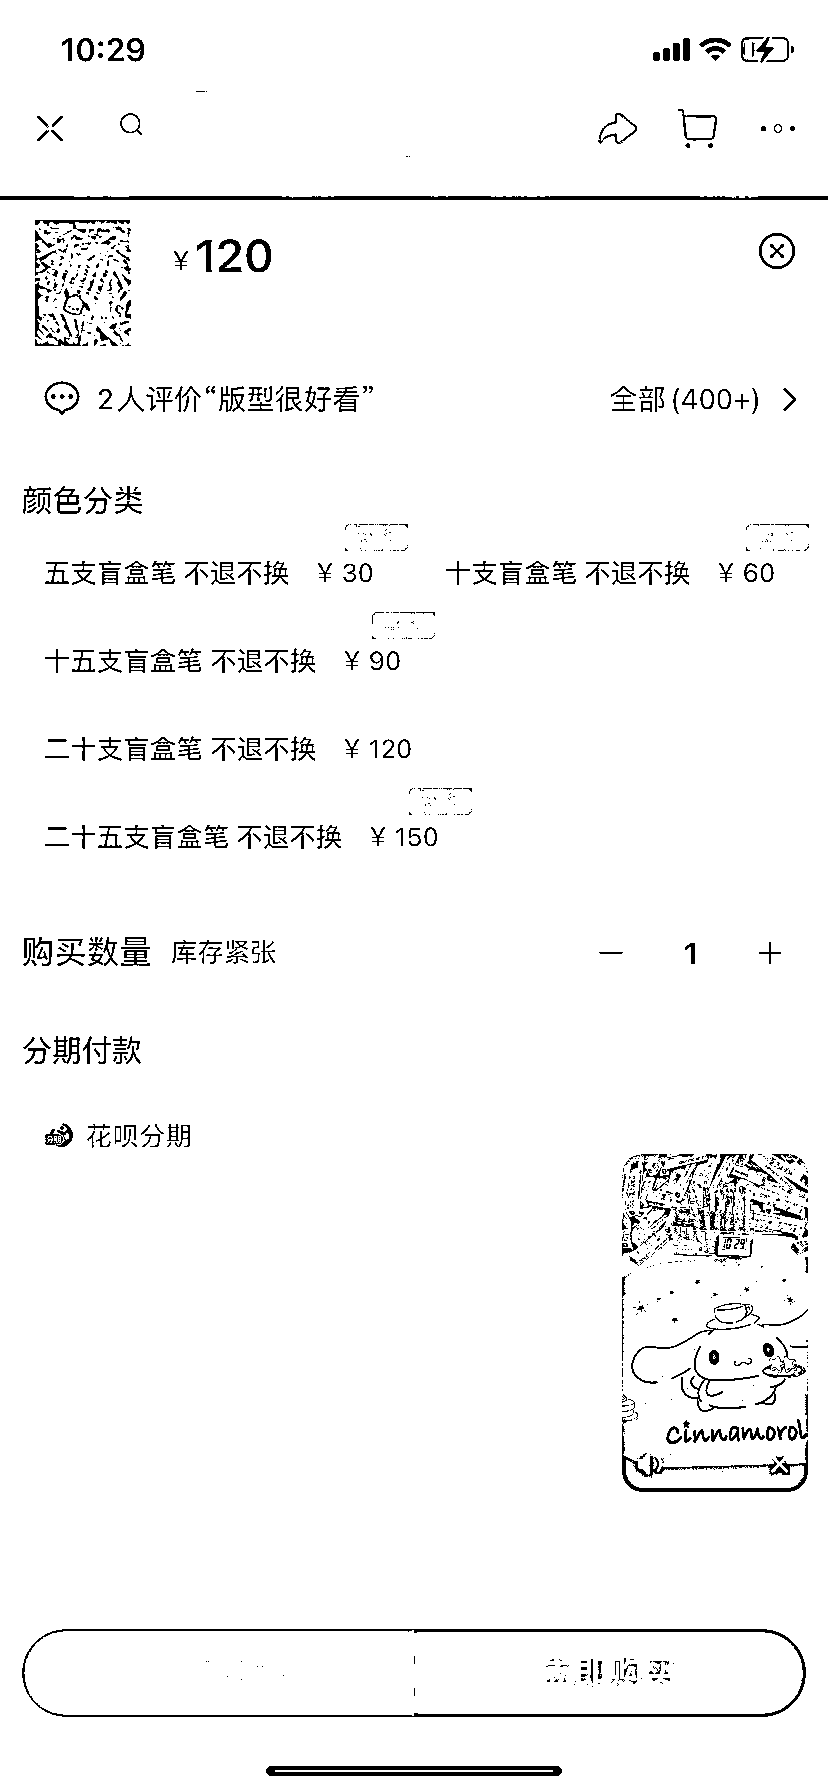 10:29
¥120
2人评价“版型很好看” 全部(400+)
颜色分类
五支盲盒笔 不退不换 ¥ 30 十支盲盒笔 不退不换 ¥ 60
十五支盲盒笔 不退不换 ¥ 90
二十支盲盒笔 不退不换 ¥ 120
二十五支盲盒笔 不退不换 ¥ 150
购买数量 库存紧张 1
分期付款
分期 花呗分期
10 29
cinnamorol
立即购买